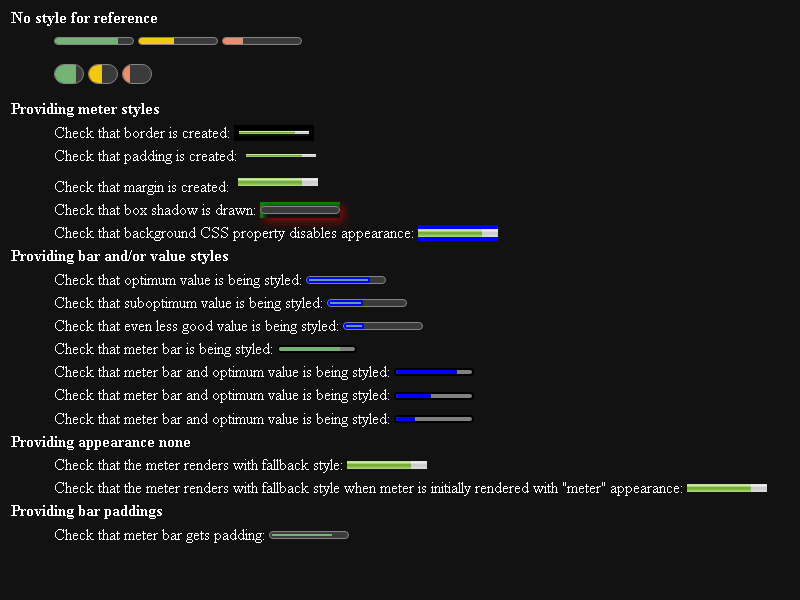 No style for reference
Providing meter styles
Check that border is created:
Check that padding is created:
Check that margin is created:
Check that box shadow is drawn:
Check that background CSS property disables appearance:
Providing bar and/or value styles
Check that optimum value is being styled:
Check that suboptimum value is being styled:
Check that even less good value is being styled:
Check that meter bar is being styled:
Check that meter bar and optimum value is being styled:
Check that meter bar and optimum value is being styled:
Check that meter bar and optimum value is being styled:
Providing appearance none
Check that the meter renders with fallback style:
Check that the meter renders with fallback style when meter is initially rendered with "meter" appearance:
Providing bar paddings
Check that meter bar gets padding: